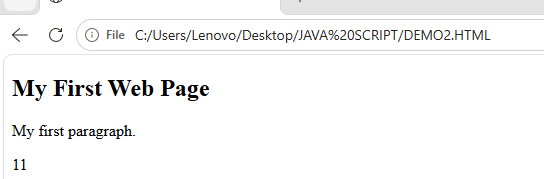 File C:/Users/Lenovo/Desktop/JAVA%20SCRIPT/DEMO2.HTML
My First Web Page
My first paragraph.
11